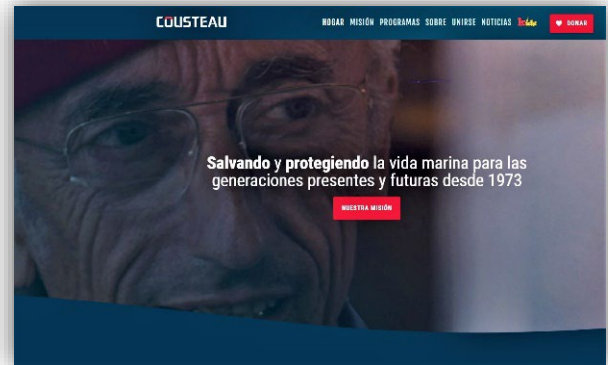 COUSTEAU
HOGAR MISIÓN PROGRAMAS SOBRE UNIRSE NOTICIAS DONAR
Salvando y protegiendo la vida marina para las
generaciones presentes y futuras desde 1973
NUESTRA MISIÓN